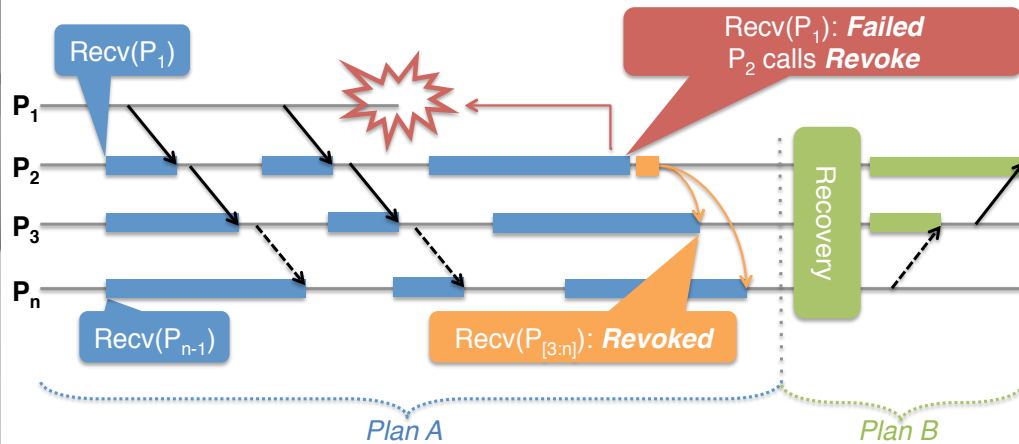 Recv(P1)
Recv(P1): Failed
P2 calls Revoke
P1
P2
P3
Pn
Recovery
Recv(Pn-1)
Recv(P[3:n]): Revoked
Plan A
Plan B